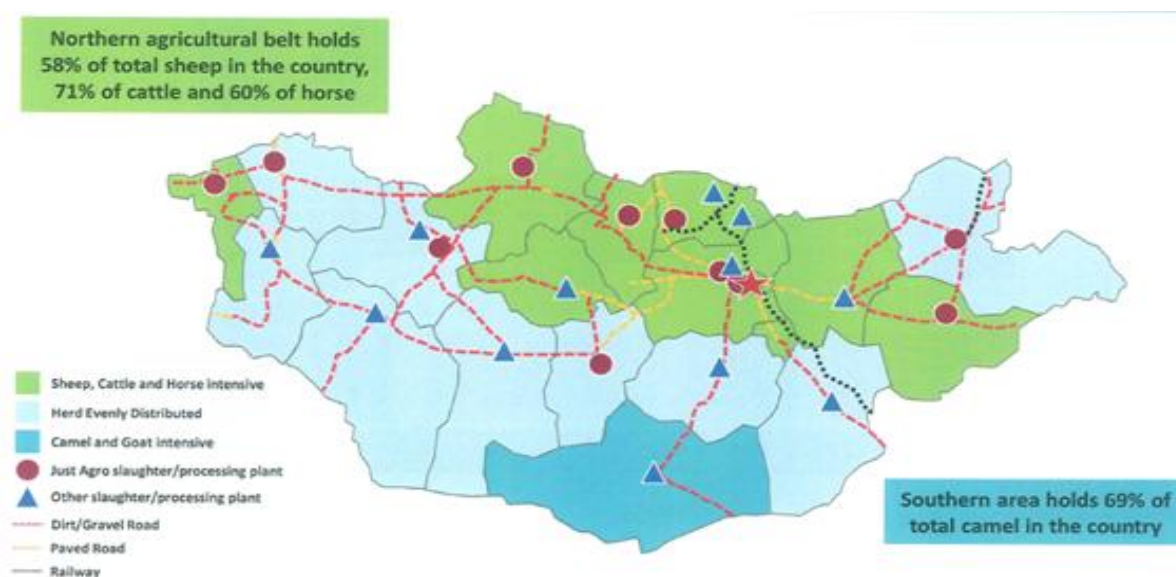 Northern agricultural belt holds
58% of total sheep in the country,
71% of cattle and 60% of horse
Sheep, Cattle and Horse intensive
Herd Evenly Distributed
Camel and Goat intensive
Just Agro slaughter/processing plant
Other slaughter/processing plant
Dirt/Gravel Road
Paved Road
Railway
Southern area holds 69% of
total camel in the country